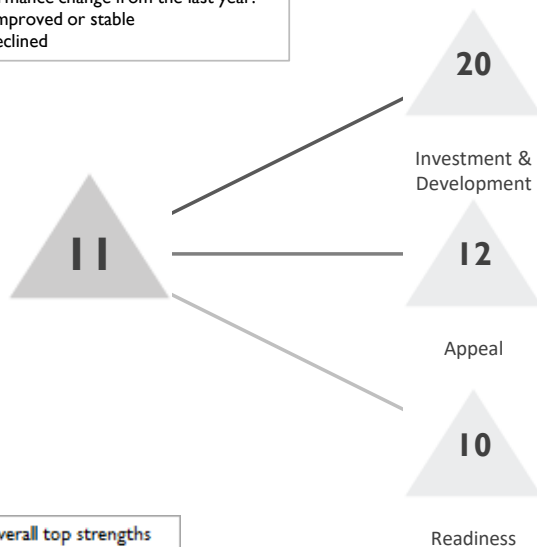 change from the last year:
mproved or stable
eclined
20
Investment &
Development
11
12
Appeal
10
verall top strengths
Readiness